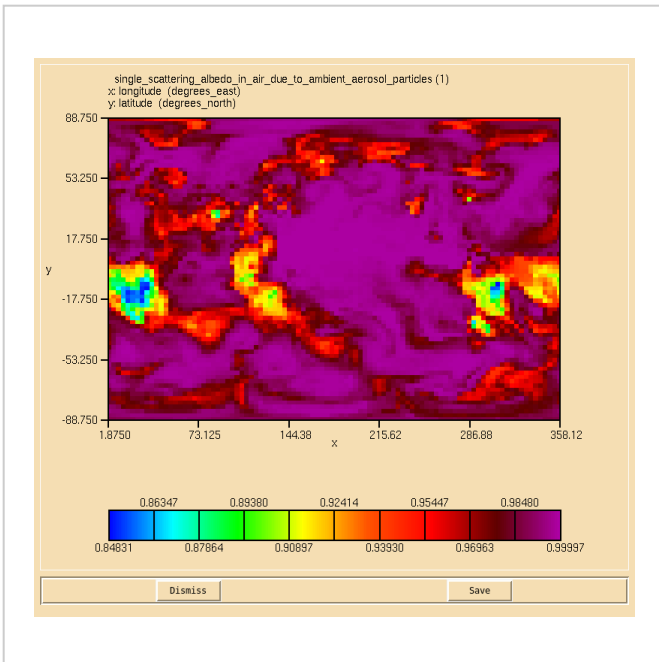 single_scattering_albedo_in_air_due_to_ambient_aerosol_particles (1)
x: longitude (degrees_east)
y: latitude (degrees_north)
88.750
53.250
17.750
y
-17.750
-53.250
-88.750
1.8750 73.125 144.38 215.62 286.88 358.12
x
0.86347 0.89380 0.92414 0.95447 0.98480
0.84831 0.87864 0.90897 0.93930 0.96963 0.99997
Dismiss Save